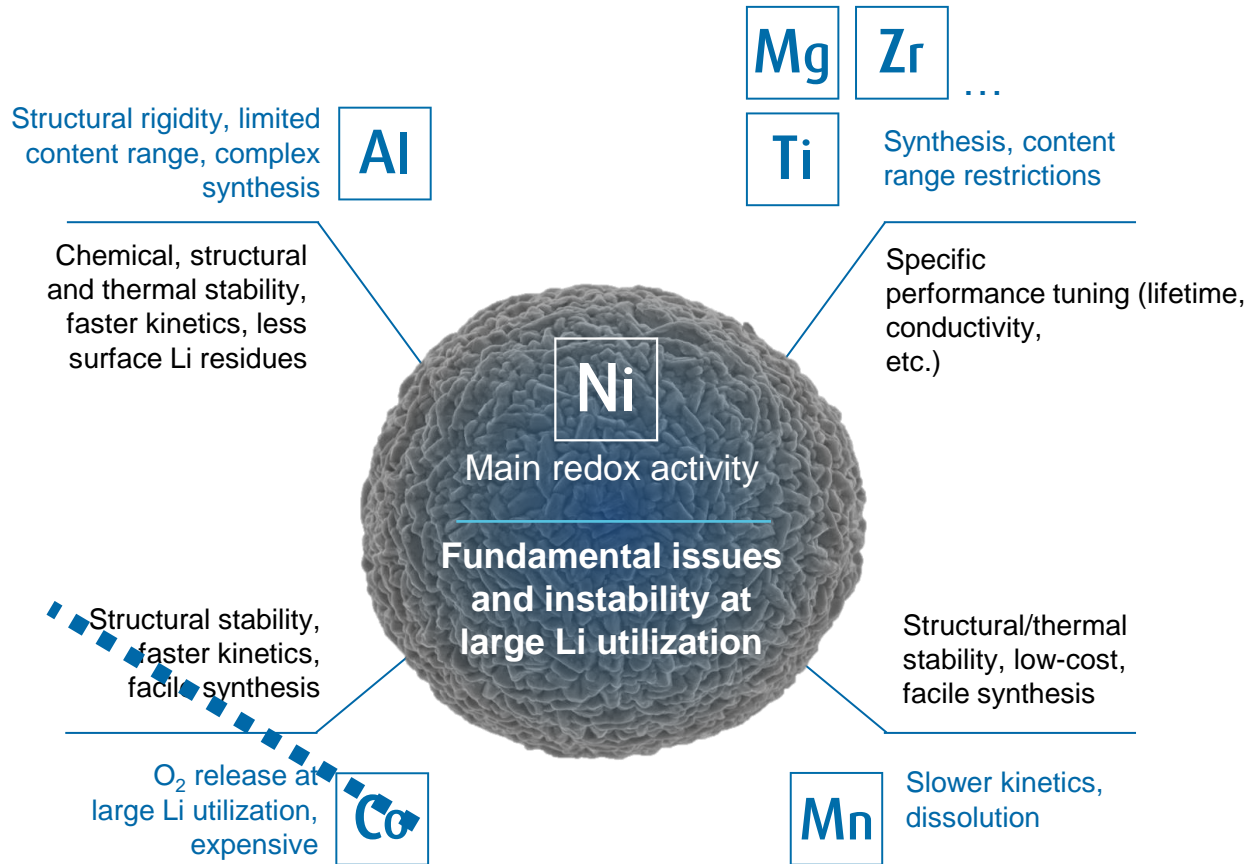 Mg Zr
...
Structural rigidity, limited
content range, complex
synthesis
Al
Ti
Synthesis, content
range restrictions
Chemical, structural
and thermal stability,
faster kinetics, less
surface Li residues
Specific
performance tuning (lifetime,
conductivity,
etc.)
Ni
Main redox activity
Fundamental issues
and instability at
large Li utilization
Structural stability,
faster kinetics,
facile synthesis
Structural/thermal
stability, low-cost,
facile synthesis
O₂ release at
large Li utilization,
expensive
Co
Mn
Slower kinetics,
dissolution